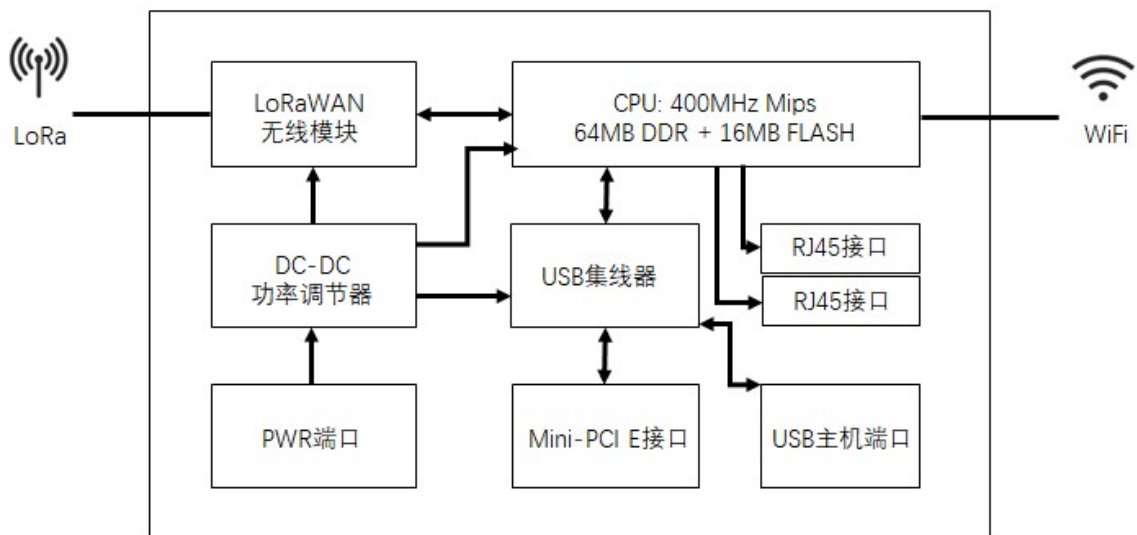 LoRa
LoRaWAN
无线模块
CPU: 400MHz Mips
64MB DDR + 16MB FLASH
WiFi
DC-DC
功率调节器
USB集线器
RJ45接口
RJ45接口
PWR端口
Mini-PCI E接口
USB主机端口